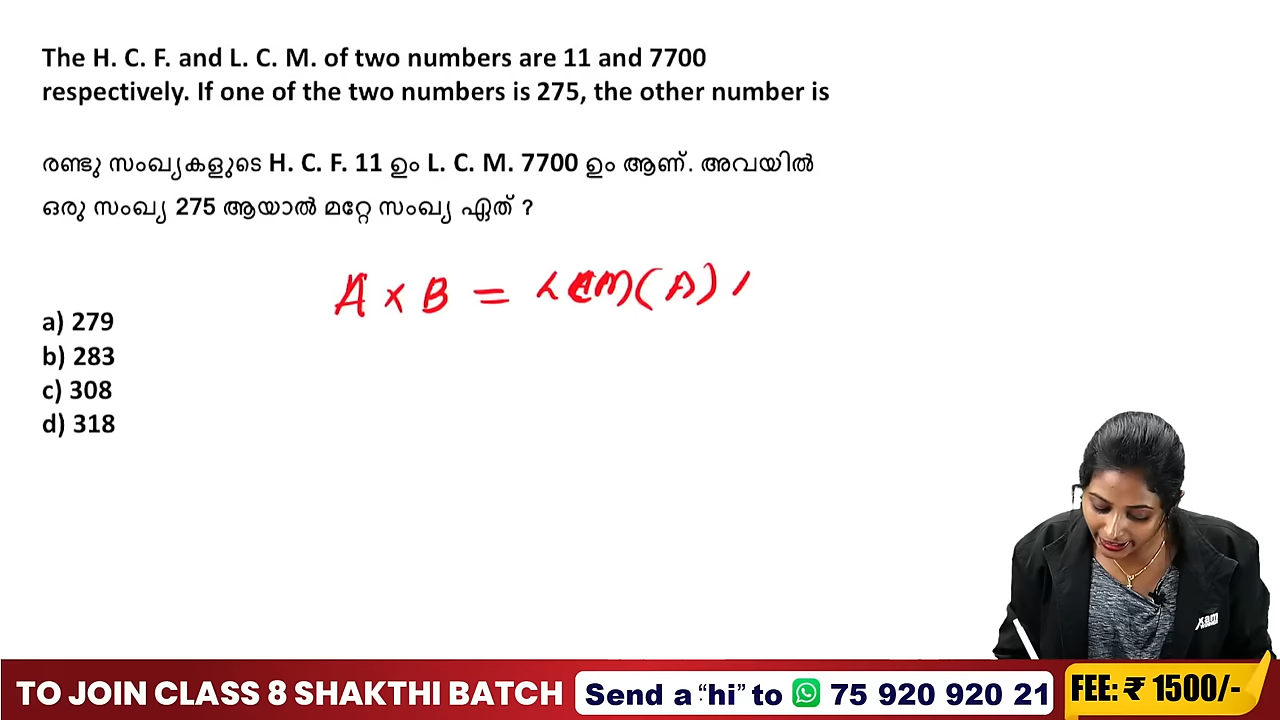 The H. C. F. and L. C. M. of two numbers are 11 and 7700
respectively. If one of the two numbers is 275, the other number is
രണ്ടു സംഖ്യകളുടെ H. C. F. 11 ഉം L. C. M. 7700 ഉം ആണ്. അവയിൽ
ഒരു സംഖ്യ 275 ആയാൽ മറ്റേ സംഖ്യ ഏത് ?
A × B = LCM(A),
a) 279
b) 283
c) 308
d) 318
TO JOIN CLASS 8 SHAKTHI BATCH Send a “hi” to 75 920 920 21 FEE: ₹ 1500/-